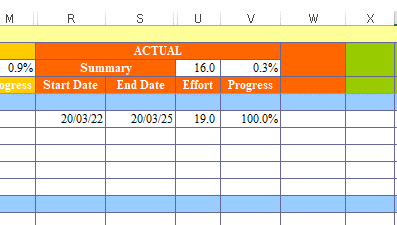 M R S U V W X
ACTUAL
0.9% Summary 16.0 0.3%
ogress Start Date End Date Effort Progress
20/03/22 20/03/25 19.0 100.0%